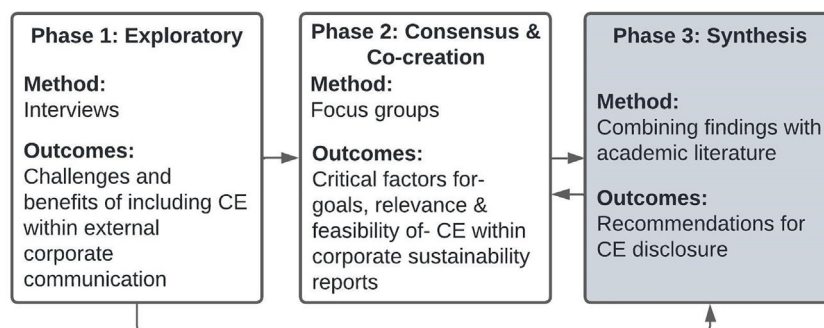 Phase 1: Exploratory
Method:
Interviews
Outcomes:
Challenges and
benefits of including CE
within external
corporate
communication
Phase 2: Consensus &
Co-creation
Method:
Focus groups
Outcomes:
Critical factors for-
goals, relevance &
feasibility of- CE within
corporate sustainability
reports
Phase 3: Synthesis
Method:
Combining findings with
academic literature
Outcomes:
Recommendations for
CE disclosure